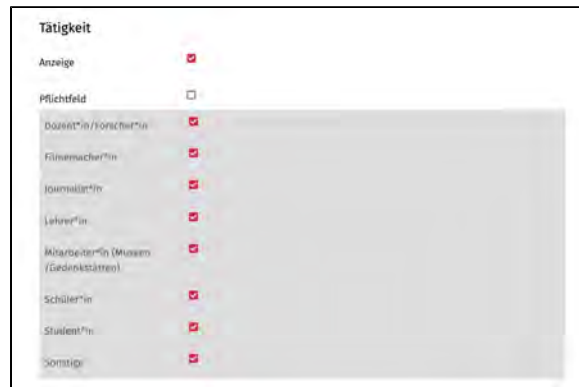 Tätigkeit
Anzeige
Pflichtfeld
Dozent*in/Forscher*in
Filmemacher*in
Journalist*in
Lehrer*in
Mitarbeiter*in (Museen
/Gedenkstätten)
Schüler*in
Student*in
Sonstige